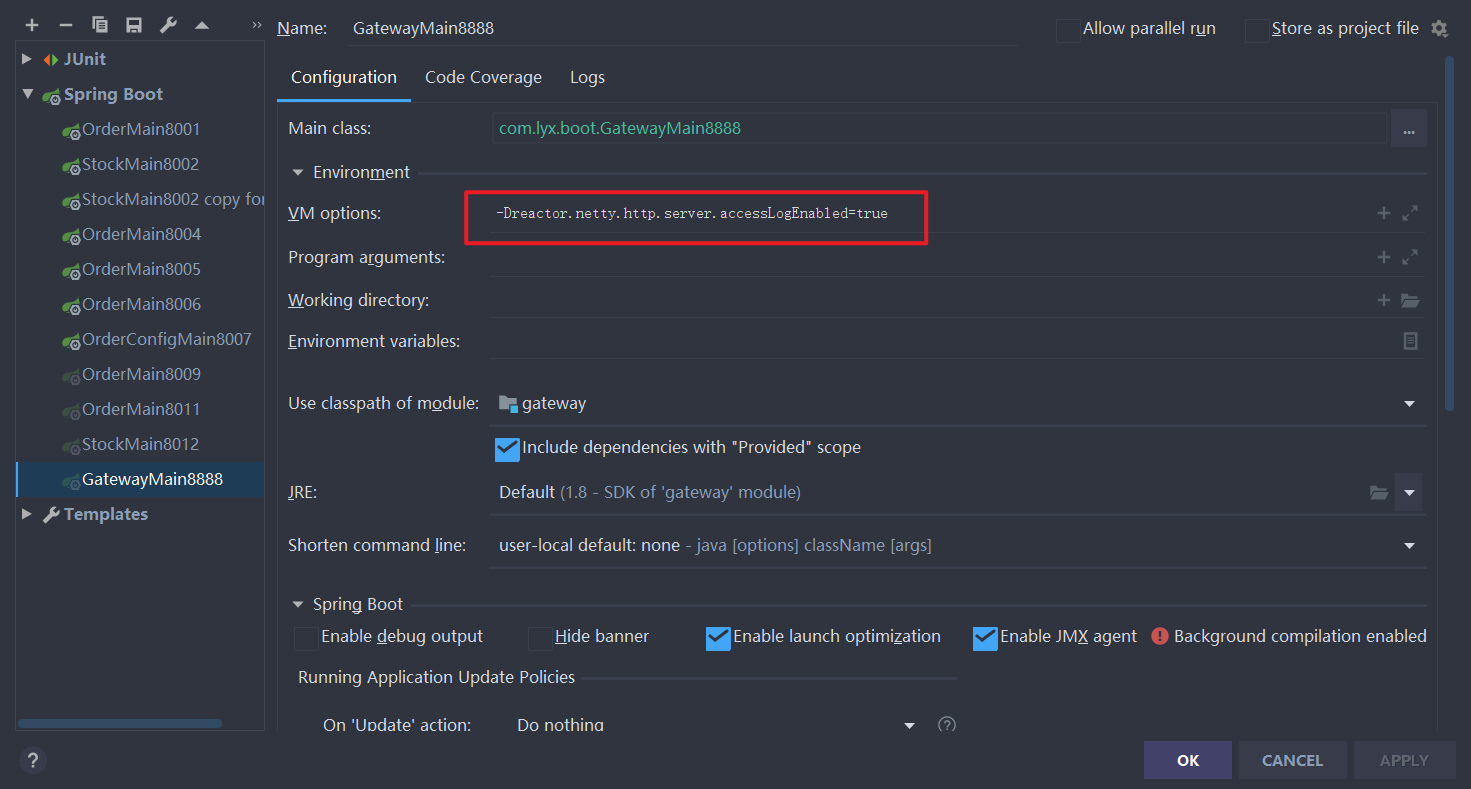 Name: GatewayMain8888
Allow parallel run
Store as project file
JUnit
Spring Boot
OrderMain8001
StockMain8002
StockMain8002 copy for
OrderMain8004
OrderMain8005
OrderMain8006
OrderConfigMain8007
OrderMain8009
OrderMain8011
StockMain8012
GatewayMain8888
Templates
Configuration Code Coverage Logs
Main class: com.lyx.boot.GatewayMain8888 ...
Environment
VM options: -Dreactor.netty.http.server.accessLogEnabled=true
Program arguments:
Working directory:
Environment variables:
Use classpath of module: gateway
Include dependencies with "Provided" scope
JRE: Default (1.8 - SDK of 'gateway' module)
Shorten command line: user-local default: none - java [options] className [args]
Spring Boot
Enable debug output Hide banner Enable launch optimization Enable JMX agent Background compilation enabled
Running Application Update Policies
On 'Update' action: Do nothing
OK CANCEL APPLY